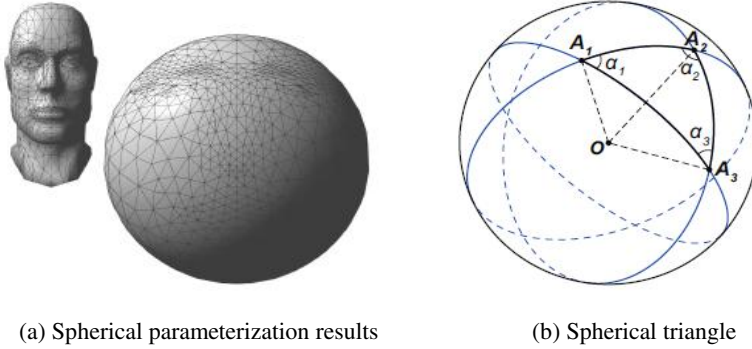 A₁
α₁
A₂
α₂
α₃
O
A₃
(a) Spherical parameterization results
(b) Spherical triangle